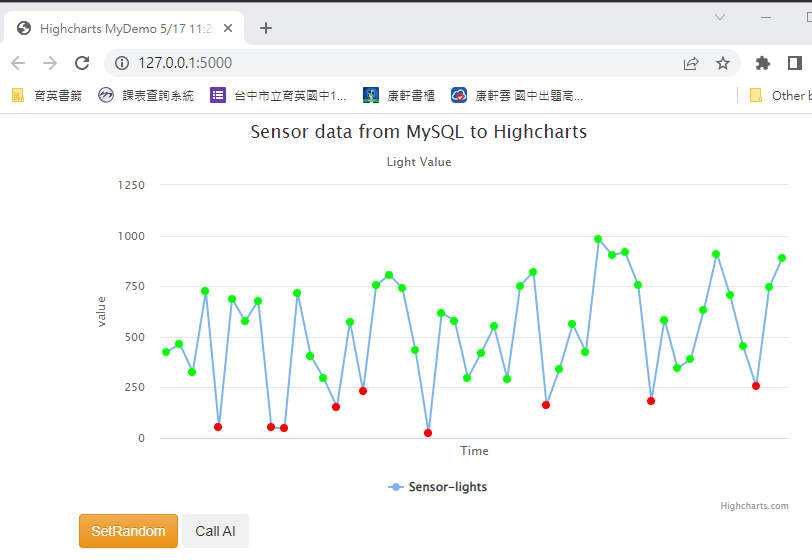 Highcharts MyDemo 5/17 11:2
127.0.0.1:5000
育英書籤
課表查詢系統
台中市立育英國中1...
康軒書櫃
康軒雲 國中出題高...
Other b
Sensor data from MySQL to Highcharts
Light Value
1250
1000
750
500
250
0
value
Time
Sensor-lights
Highcharts.com
SetRandom
Call AI